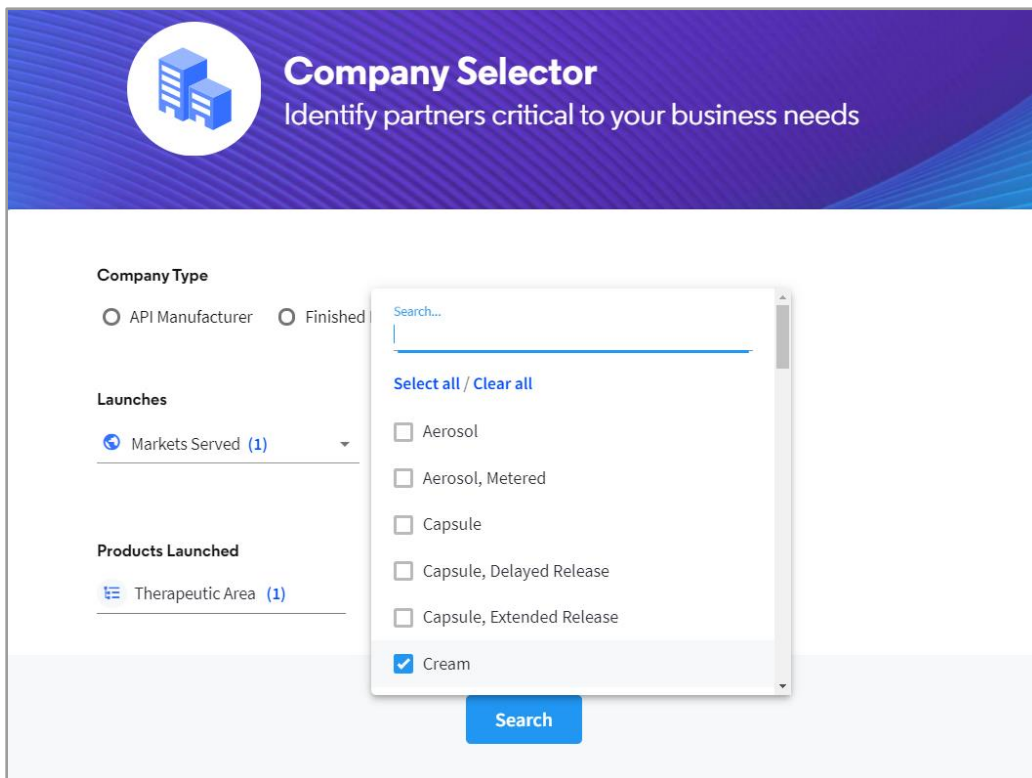 Company Selector
Identify partners critical to your business needs
Company Type
API Manufacturer
Finished
Search...
Select all / Clear all
Launches
Markets Served (1)
Aerosol
Aerosol, Metered
Capsule
Products Launched
Capsule, Delayed Release
Therapeutic Area (1)
Capsule, Extended Release
Cream
Search